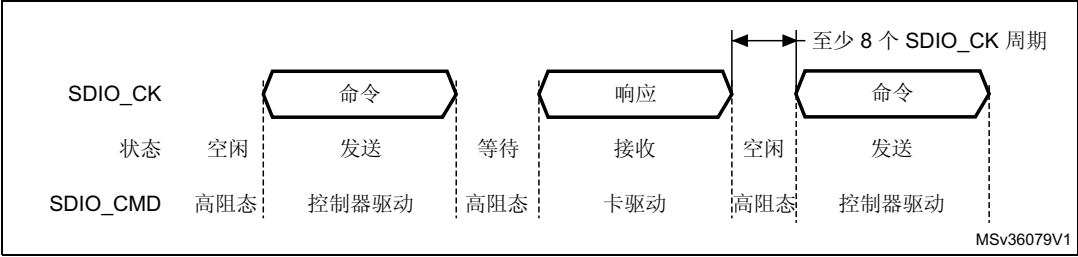 至少 8 个 SDIO_CK 周期
SDIO_CK 命令 响应 命令
状态 空闲 发送 等待 接收 空闲 发送
SDIO_CMD 高阻态 控制器驱动 高阻态 卡驱动 高阻态 控制器驱动
MSv36079V1